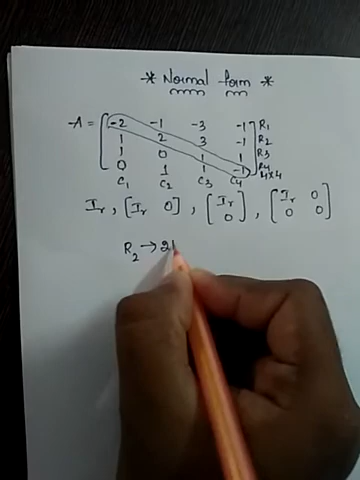 * Normal form *
A = [ -2 -1 -3 -1 ] R1
1 2 3 -1 R2
1 0 1 1 R3
0 1 1 -1 R4
4×4
C1 C2 C3 C4
Ir , [Ir 0] , [Ir
0] , [Ir 0
0 0]
R2 → 2